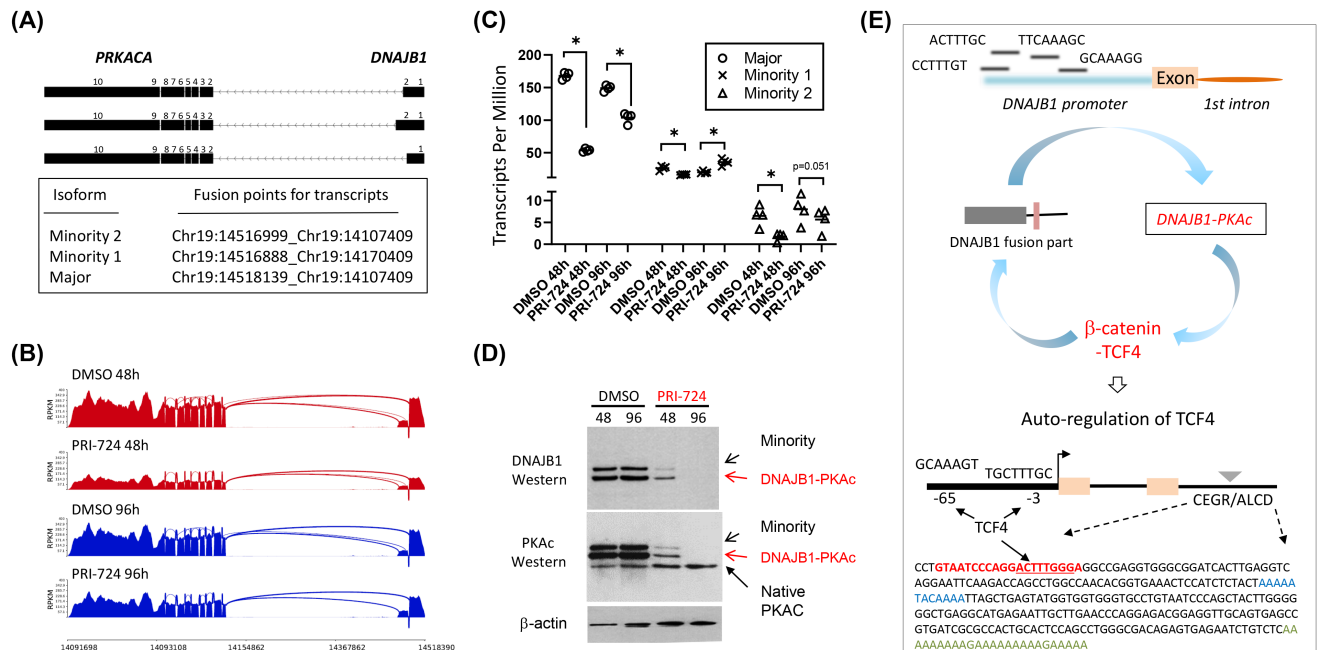 (A)
PRKACA
DNAJB1
10 9 8 7 6 5 4 3 2 2 1
10 9 8 7 6 5 4 3 2 2 1
10 9 8 7 6 5 4 3 2 1
Isoform Fusion points for transcripts
Minority 2 Chr19:14516999_Chr19:14107409
Minority 1 Chr19:14516888_Chr19:14170409
Major Chr19:14518139_Chr19:14107409
(B)
DMSO 48h
RPKM
PRI-724 48h
RPKM
DMSO 96h
RPKM
PRI-724 96h
RPKM
14091698 14093108 14154862 14367862 14518390
(C)
Transcripts Per Million
200
150
100
50
10
5
0
* * * * * p=0.051
Major
Minority 1
Minority 2
DMSO 48h
PRI-724 48h
DMSO 96h
PRI-724 96h
DMSO 48h
PRI-724 48h
DMSO 96h
PRI-724 96h
DMSO 48h
PRI-724 48h
DMSO 96h
PRI-724 96h
(D)
DMSO PRI-724
48 96 48 96
DNAJB1
Western
Minority
DNAJB1-PKAc
PKAc
Western
Minority
DNAJB1-PKAc
Native
PKAC
β-actin
(E)
ACTTTGC TTCAAAGC
CCTTTGT GCAAAGG
Exon
DNAJB1 promoter 1st intron
DNAJB1 fusion part
DNAJB1-PKAc
β-catenin
-TCF4
Auto-regulation of TCF4
GCAAAGT
TGCTTTGC
-65 -3
CEGR/ALCD
TCF4
CCTGTAATCCCAGGACTTTGGGAGGCCGAGGTGGGCGGATCACTTGAGGTC
AGGAATTCAAGACCAGCCTGGCCAACACGGTGAAACTCCATCTCTACTAAAAA
TACAAAATTAGCTGAGTATGGTGGTGGGTGCCTGTAATCCCAGCTACTTGGGG
GGCTGAGGCATGAGAATTGCTTGAACCCAGGAGACGGAGGTTGCAGTGAGCC
GTGATCGCGCCACTGCACTCCAGCCTGGGCGACAGAGTGAGAATCTGTCTCAA
AAAAAAAGAAAAAAAAAGAAAAA